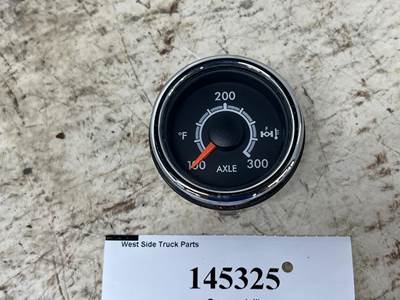 200
°F
100 300
AXLE
West Side Truck Parts
145325